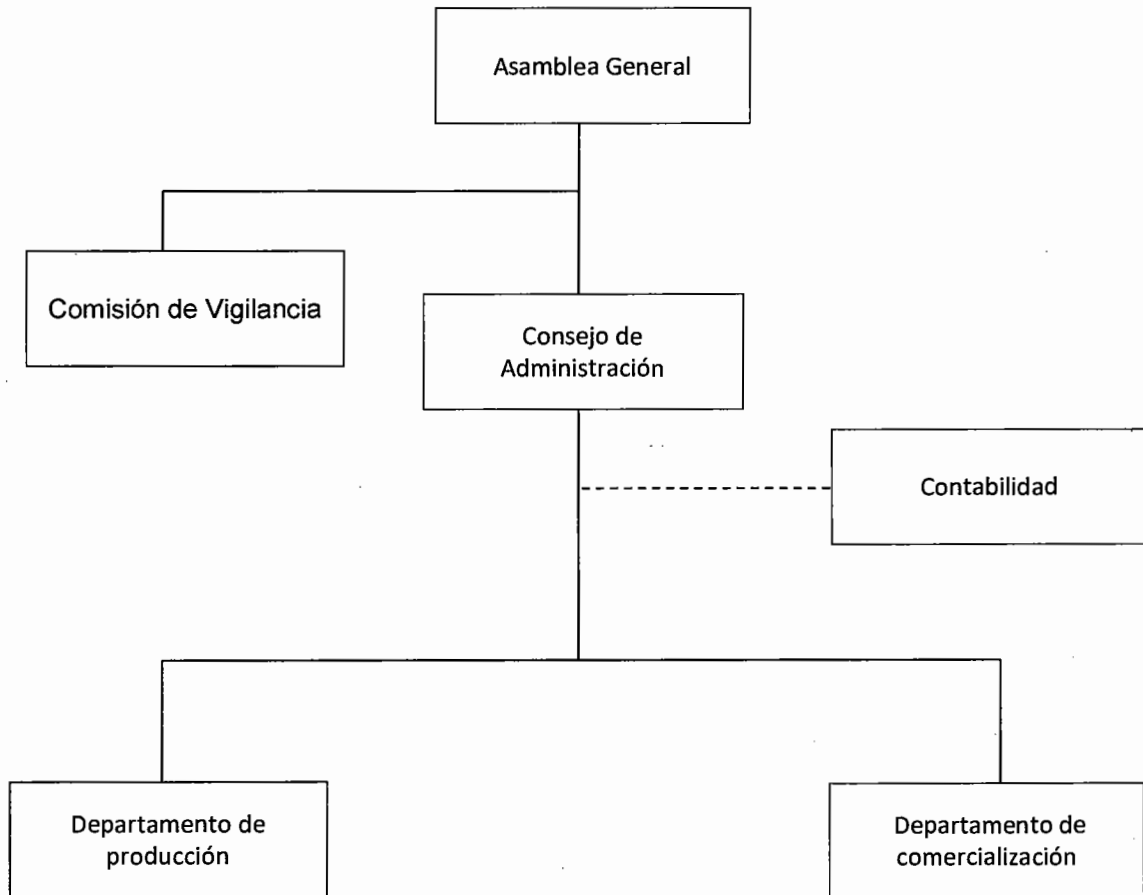 Asamblea General
Comisión de Vigilancia
Consejo de
Administración
Contabilidad
Departamento de
producción
Departamento de
comercialización